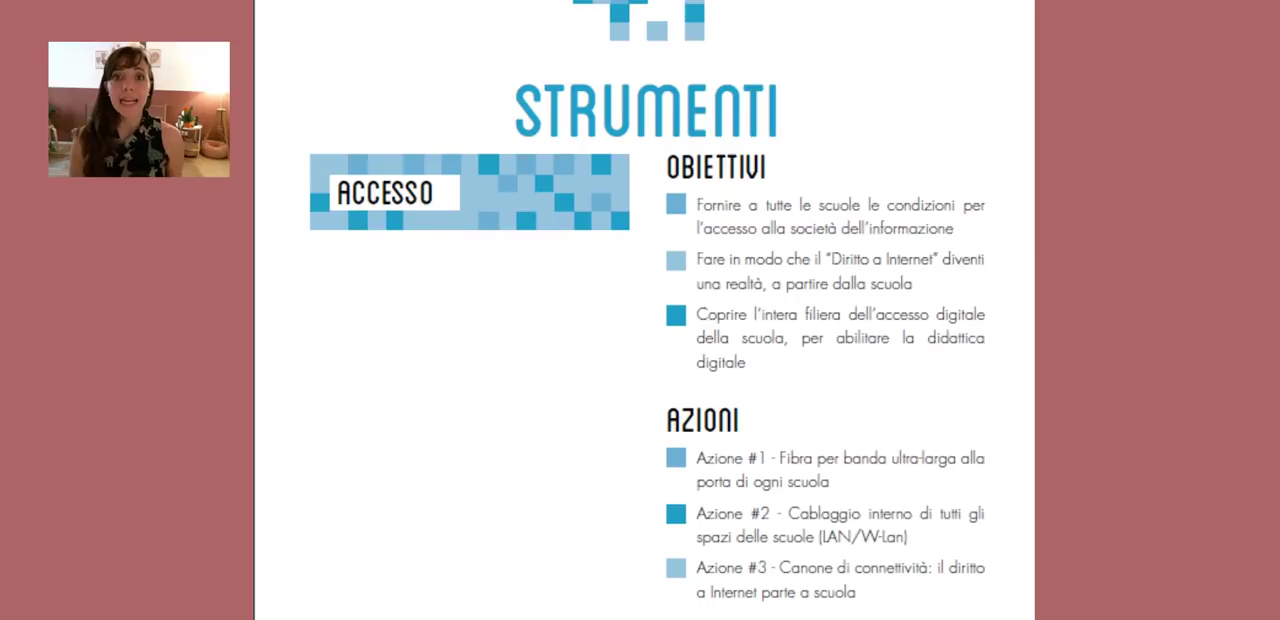 STRUMENTI
ACCESSO
OBIETTIVI
Fornire a tutte le scuole le condizioni per
l'accesso alla società dell'informazione
Fare in modo che il "Diritto a Internet" diventi
una realtà, a partire dalla scuola
Coprire l'intera filiera dell'accesso digitale
della scuola, per abilitare la didattica
digitale
AZIONI
Azione #1 - Fibra per banda ultra-larga alla
porta di ogni scuola
Azione #2 - Cablaggio interno di tutti gli
spazi delle scuole (LAN/W-Lan)
Azione #3 - Canone di connettività: il diritto
a Internet parte a scuola